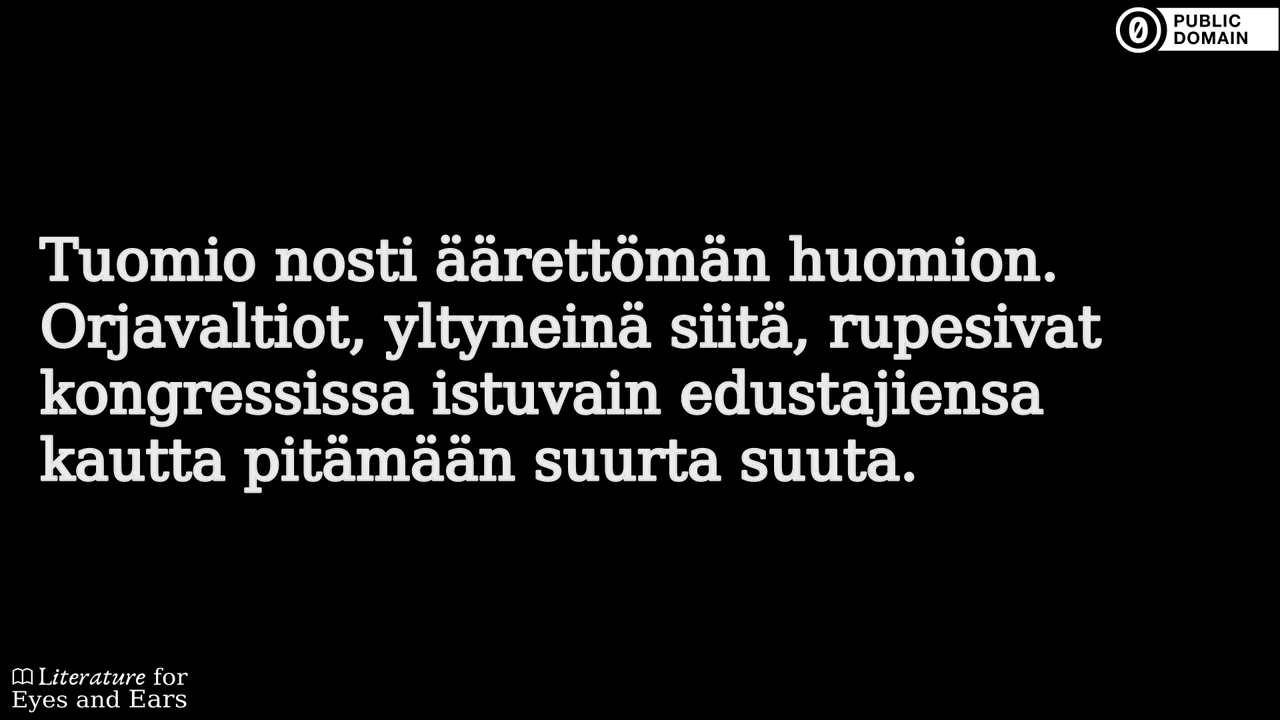 PUBLIC
DOMAIN
Tuomio nosti äärettömän huomion.
Orjavaltiot, yltyneinä siitä, rupesivat
kongressissa istuvain edustajiensa
kautta pitämään suurta suuta.
Literature for
Eyes and Ears